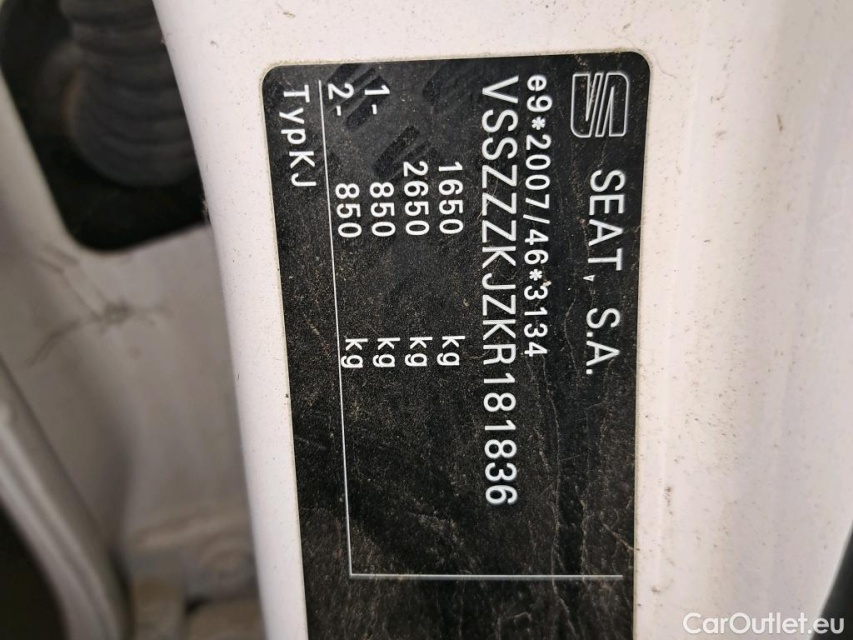 SEAT, S.A.
e9*2007/46*3134
VSSZZZKJZKR181836
1650 kg
2650 kg
1- 850 kg
2- 850 kg
TypKJ
CarOutlet.eu